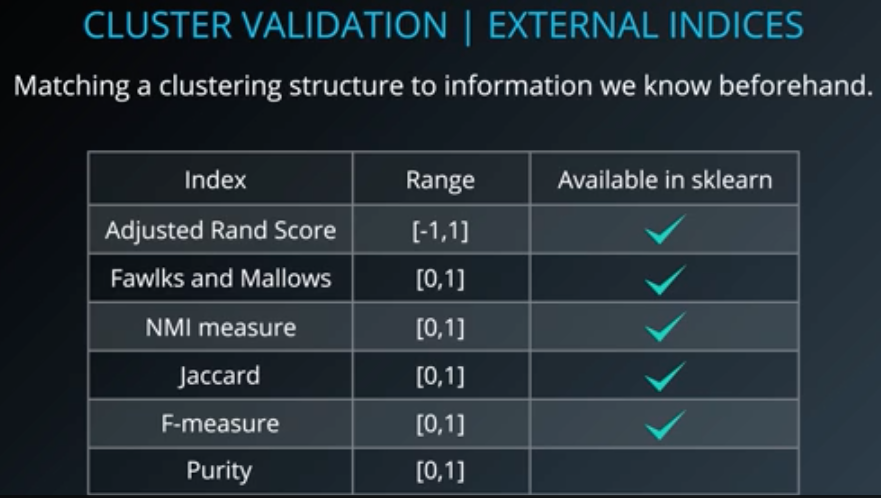 CLUSTER VALIDATION | EXTERNAL INDICES
Matching a clustering structure to information we know beforehand.
Index Range Available in sklearn
Adjusted Rand Score [-1,1]
Fawlks and Mallows [0,1]
NMI measure [0,1]
Jaccard [0,1]
F-measure [0,1]
Purity [0,1]